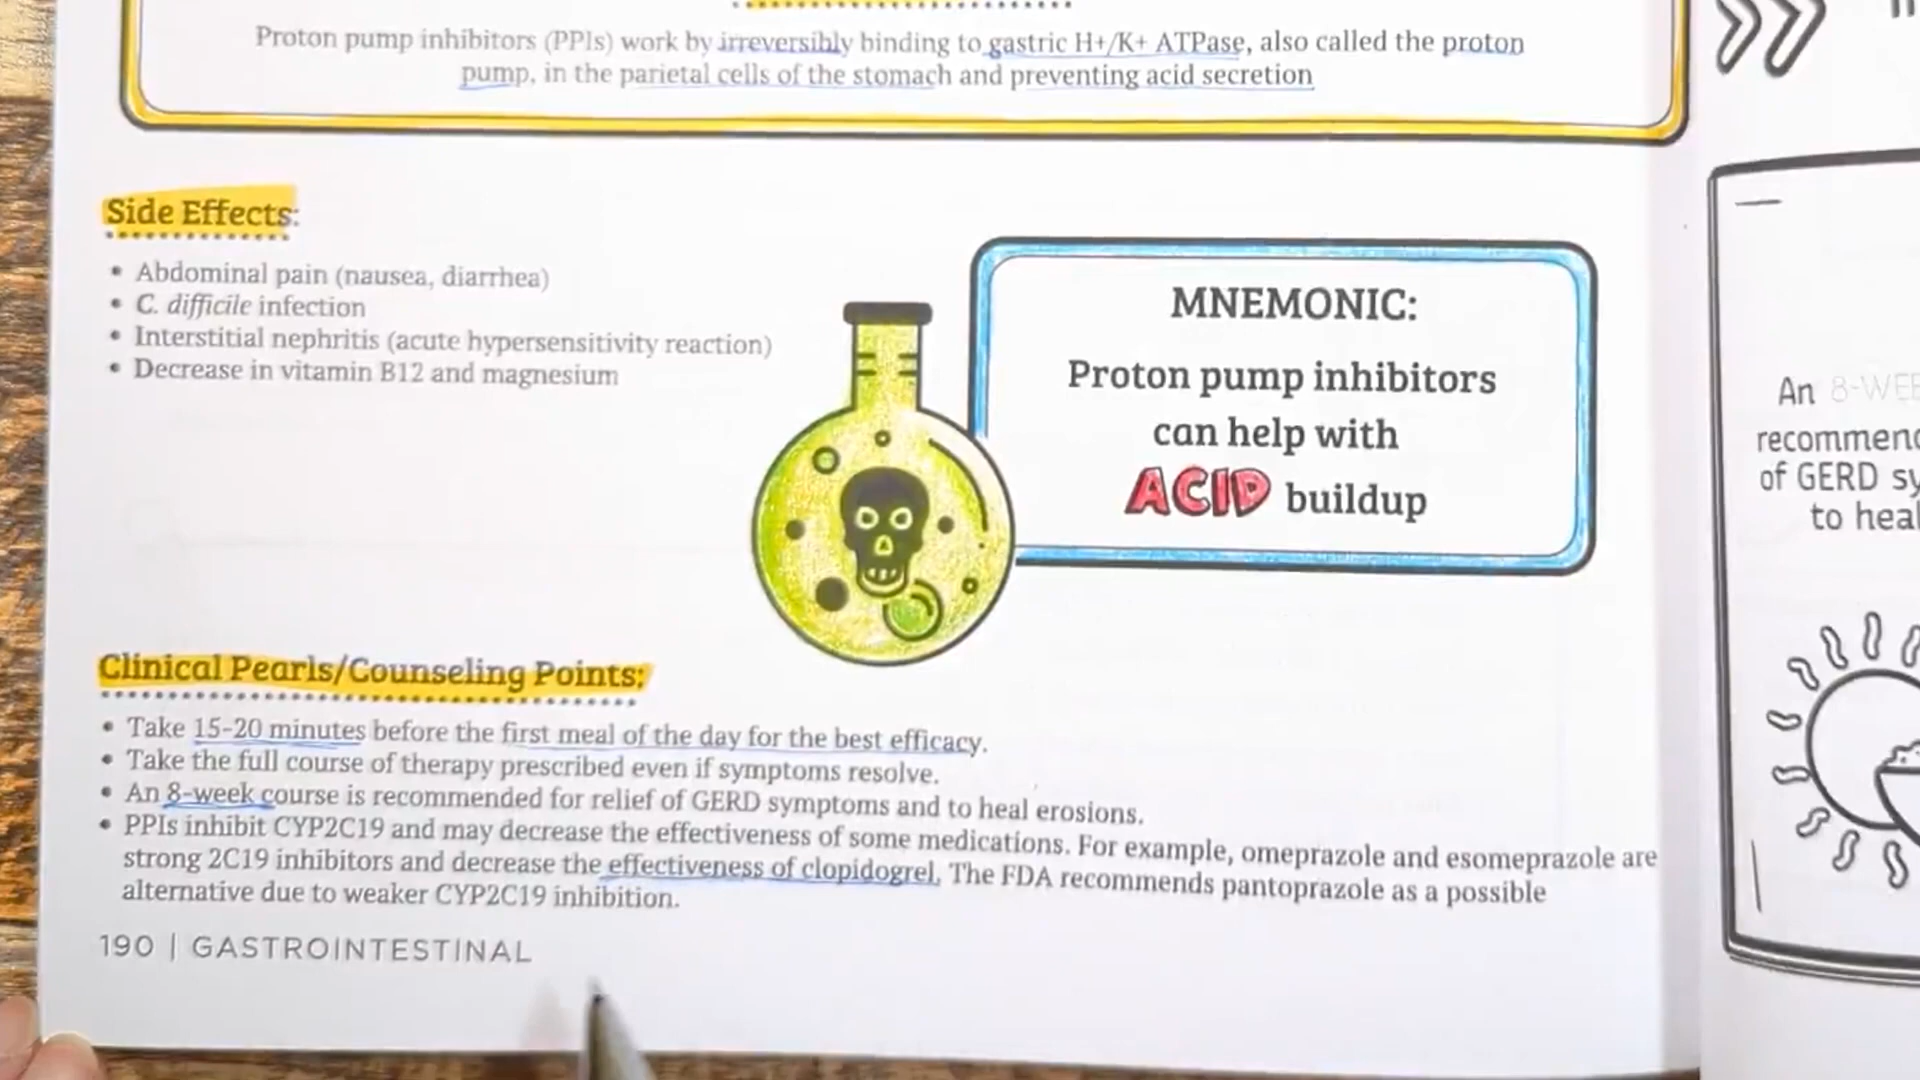 Proton pump inhibitors (PPIs) work by irreversibly binding to gastric H+/K+ ATPase, also called the proton
pump, in the parietal cells of the stomach and preventing acid secretion
Side Effects:
• Abdominal pain (nausea, diarrhea)
• C. difficile infection
• Interstitial nephritis (acute hypersensitivity reaction)
• Decrease in vitamin B12 and magnesium
MNEMONIC:
Proton pump inhibitors
can help with
ACID buildup
Clinical Pearls/Counseling Points:
• Take 15-20 minutes before the first meal of the day for the best efficacy.
• Take the full course of therapy prescribed even if symptoms resolve.
• An 8-week course is recommended for relief of GERD symptoms and to heal erosions.
• PPIs inhibit CYP2C19 and may decrease the effectiveness of some medications. For example, omeprazole and esomeprazole are
strong 2C19 inhibitors and decrease the effectiveness of clopidogrel. The FDA recommends pantoprazole as a possible
alternative due to weaker CYP2C19 inhibition.
190 | GASTROINTESTINAL
An 8-WEE
recommen
of GERD sy
to heal